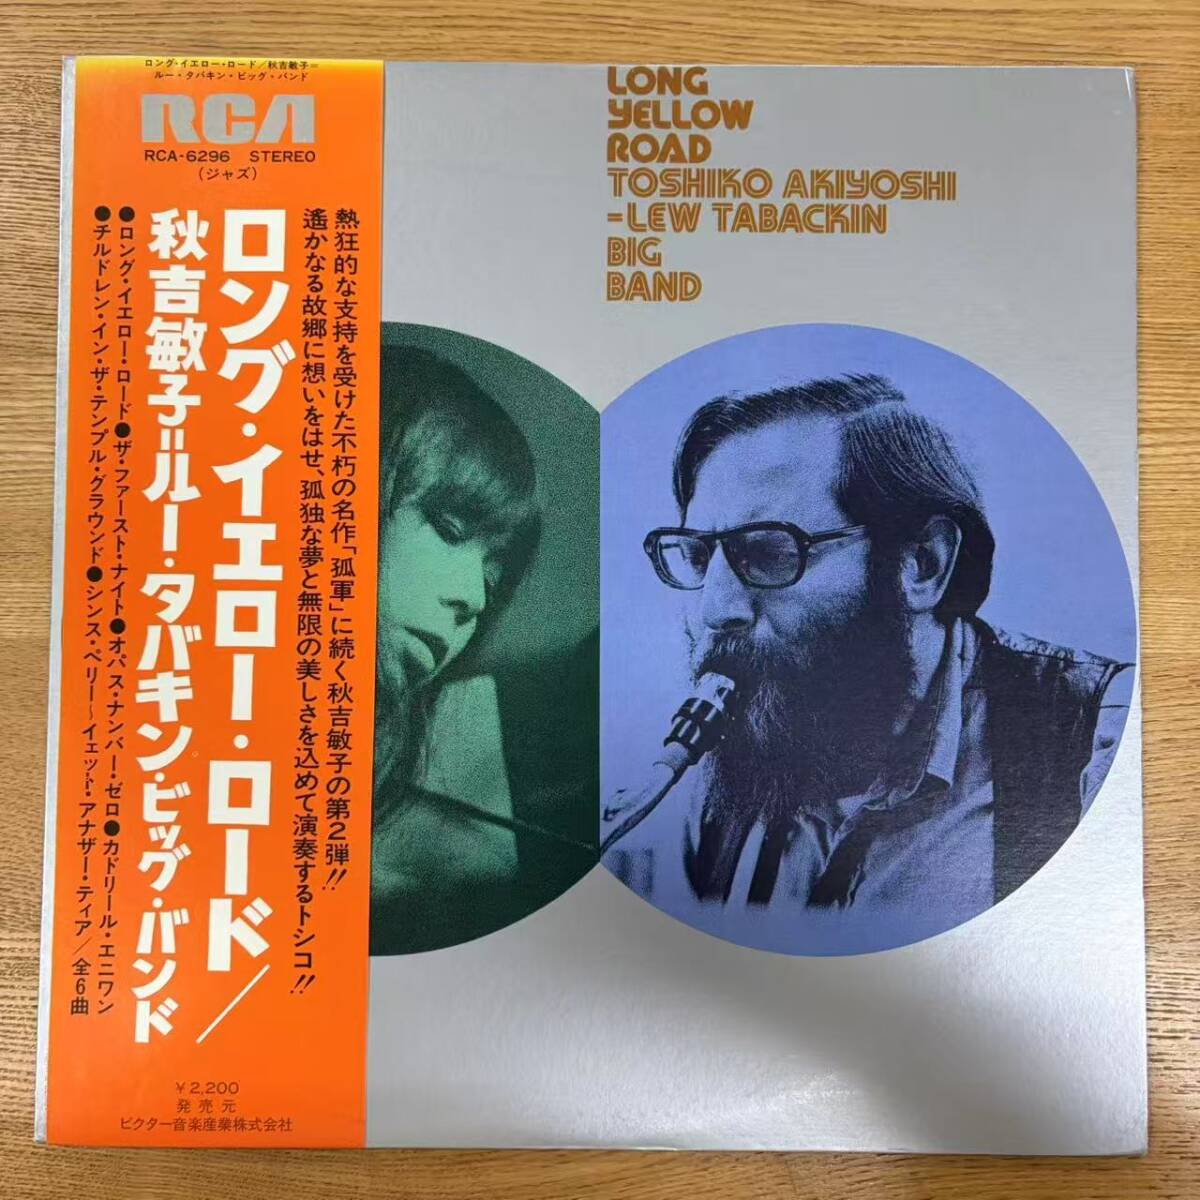 ロング・イエロー・ロード/秋吉敏子=
ルー・タバキン・ビッグ・バンド
RCA
RCA-6296 STEREO
(ジャズ)
熱狂的な支持を受けた不朽の名作「孤軍」に続く秋吉敏子の第2弾!!
遙かなる故郷に想いをはせ、孤独な夢と無限の美しさを込めて演奏するトシコ!!
ロング・イエロー・ロード/
秋吉敏子=ルー・タバキン・ビッグ・バンド
●ロング・イエロー・ロード●ザ・ファースト・ナイト●オパス・ナンバー・ゼロ●カドリール・エニワン
●チルドレン・イン・ザ・テンプル・グラウンド●シンス・ペリー〜イェット・アナザー・ティア/全6曲
¥2,200
発売元
ビクター音楽産業株式会社
LONG
YELLOW
ROAD
TOSHIKO AKIYOSHI
-LEW TABACKIN
BIG
BAND